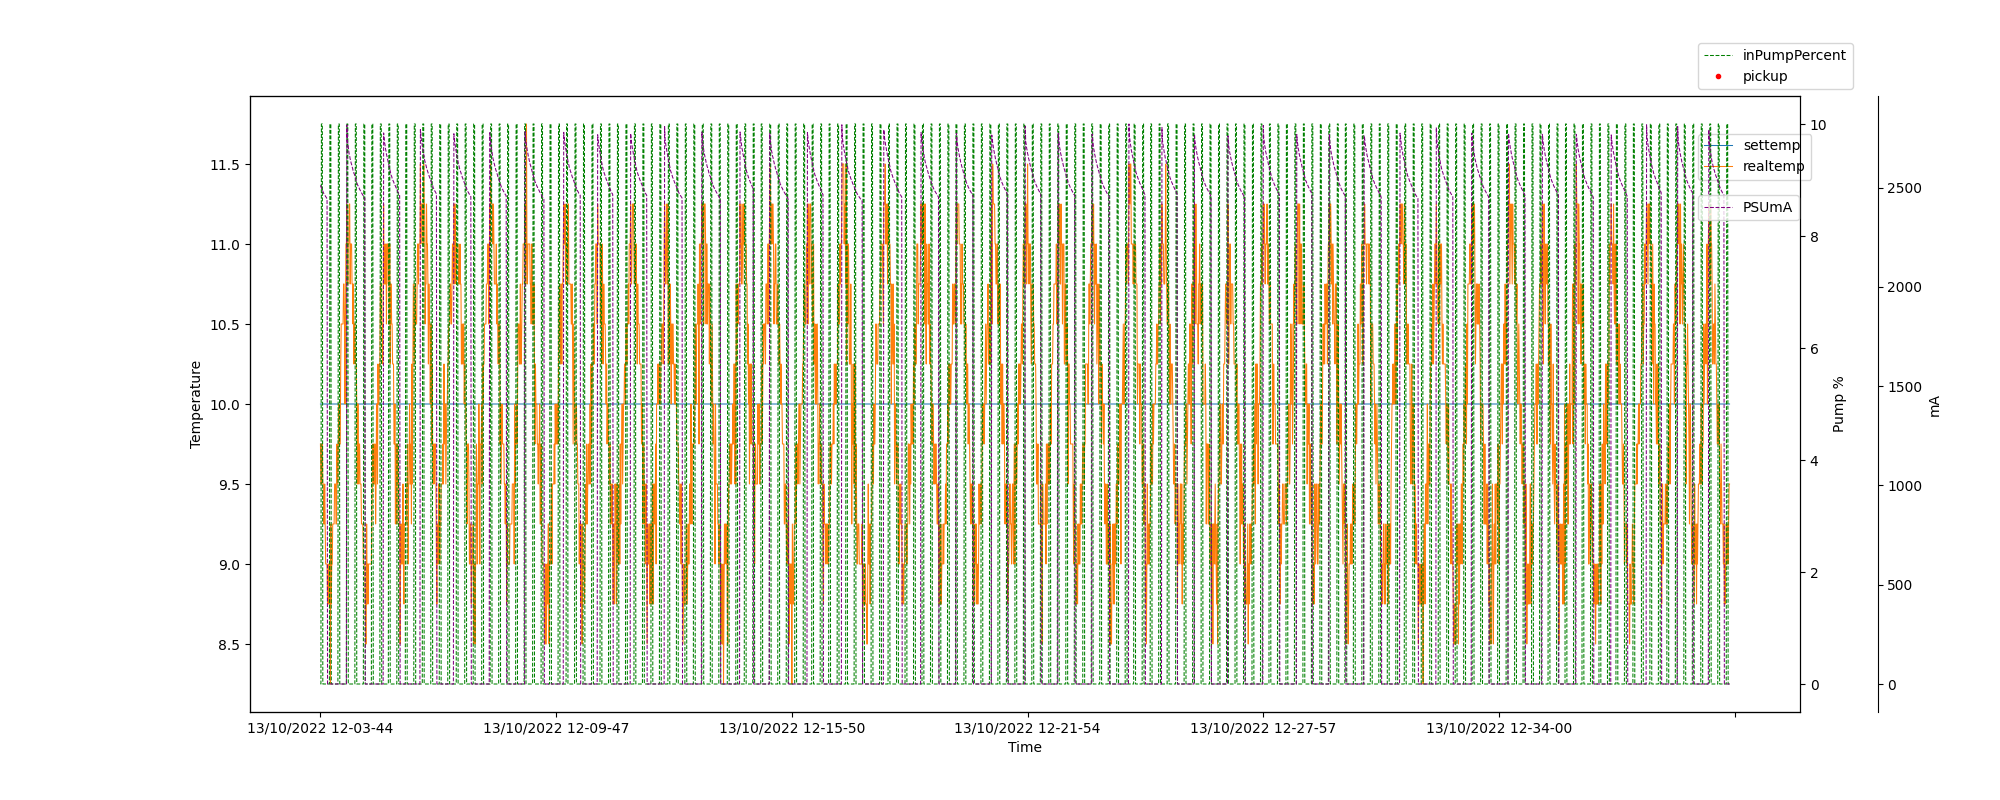 inPumpPercent
pickup
settemp
realtemp
PSUmA
11.5
11.0
10.5
10.0
9.5
9.0
8.5
Temperature
10
8
6
4
2
0
Pump %
2500
2000
1500
1000
500
0
mA
13/10/2022 12-03-44
13/10/2022 12-09-47
13/10/2022 12-15-50
13/10/2022 12-21-54
13/10/2022 12-27-57
13/10/2022 12-34-00
Time